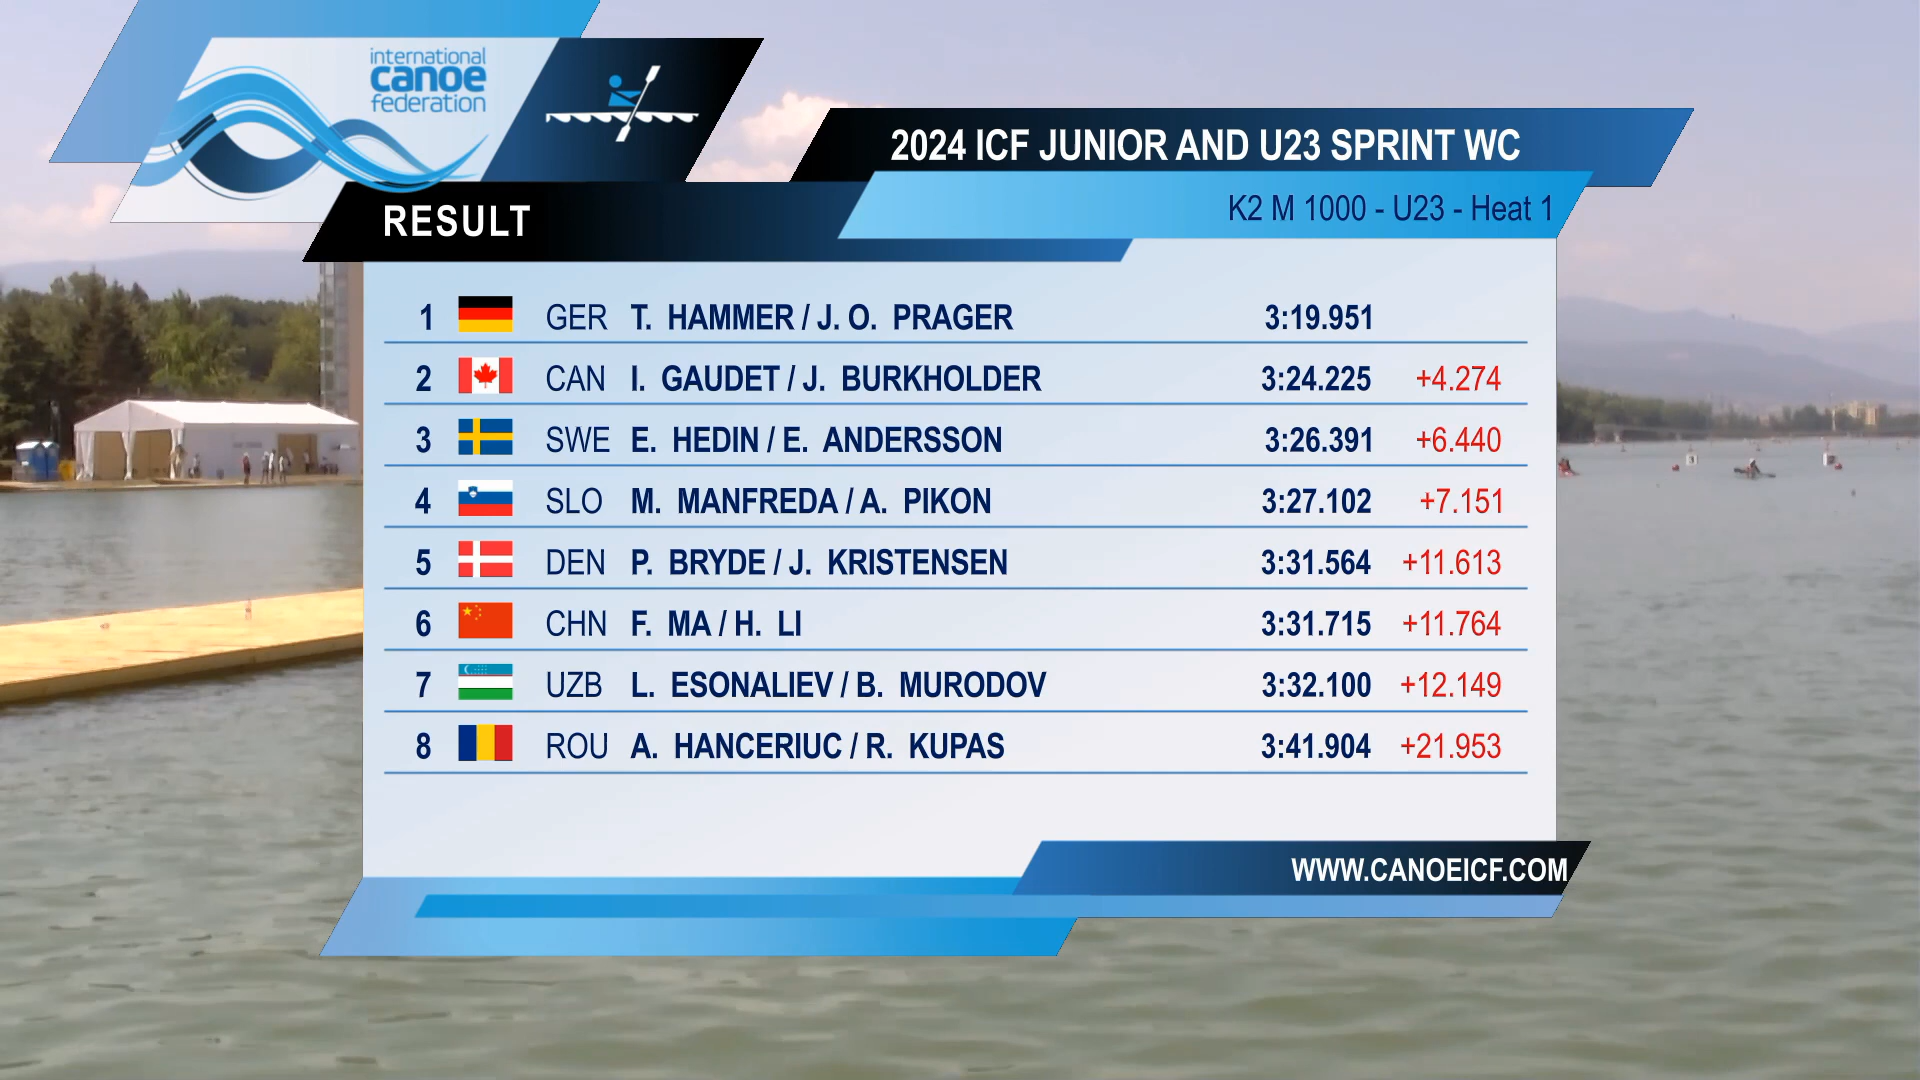 international
canoe
federation
2024 ICF JUNIOR AND U23 SPRINT WC
K2 M 1000 - U23 - Heat 1
RESULT
1 GER T. HAMMER / J. O. PRAGER 3:19.951
2 CAN I. GAUDET / J. BURKHOLDER 3:24.225 +4.274
3 SWE E. HEDIN / E. ANDERSSON 3:26.391 +6.440
4 SLO M. MANFREDA / A. PIKON 3:27.102 +7.151
5 DEN P. BRYDE / J. KRISTENSEN 3:31.564 +11.613
6 CHN F. MA / H. LI 3:31.715 +11.764
7 UZB L. ESONALIEV / B. MURODOV 3:32.100 +12.149
8 ROU A. HANCERIUC / R. KUPAS 3:41.904 +21.953
WWW.CANOEICF.COM